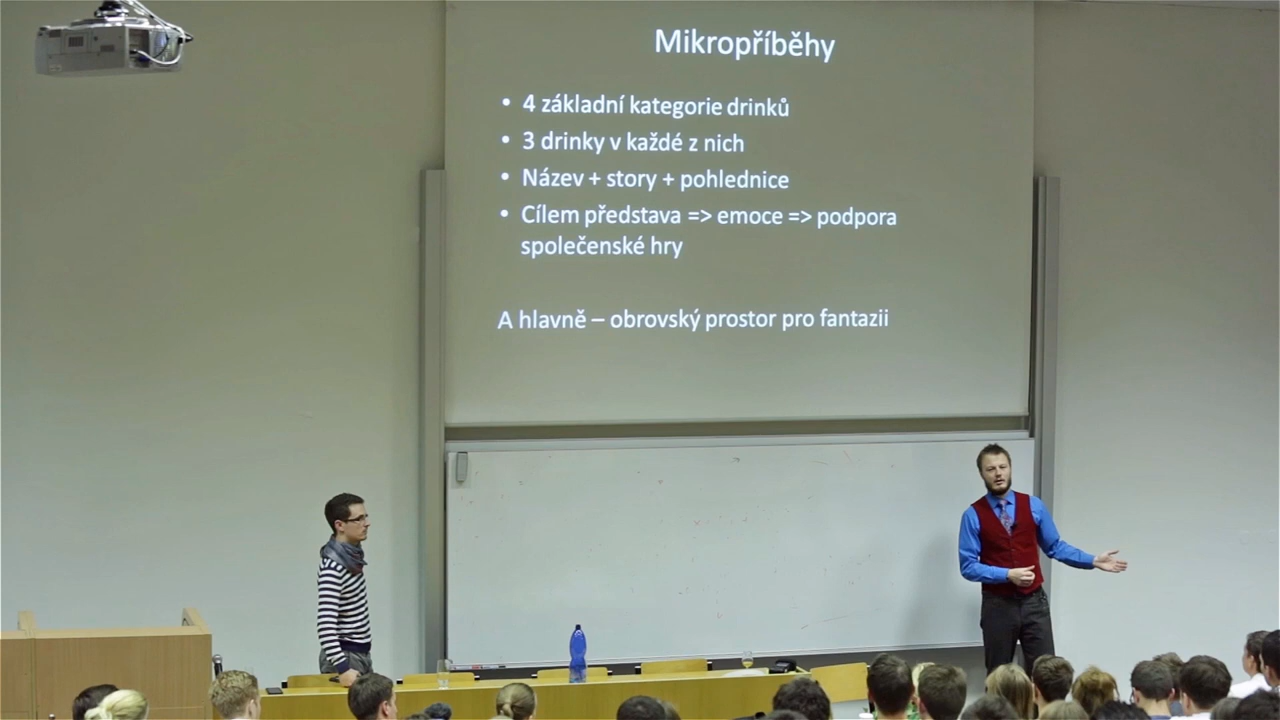 Mikropříběhy
• 4 základní kategorie drinků
• 3 drinky v každé z nich
• Název + story + pohlednice
• Cílem představa => emoce => podpora
společenské hry
A hlavně – obrovský prostor pro fantazii